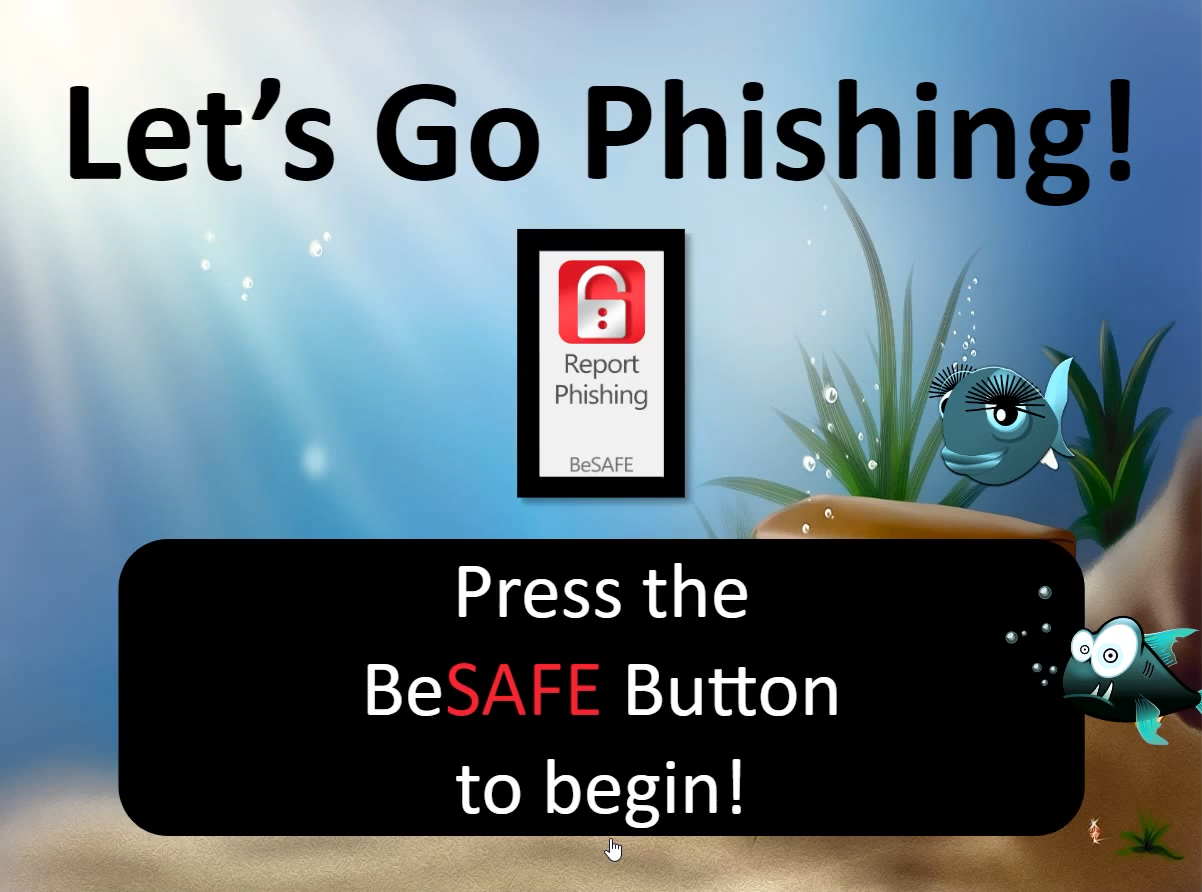 Let’s Go Phishing!
Report
Phishing
BeSAFE
Press the
BeSAFE Button
to begin!